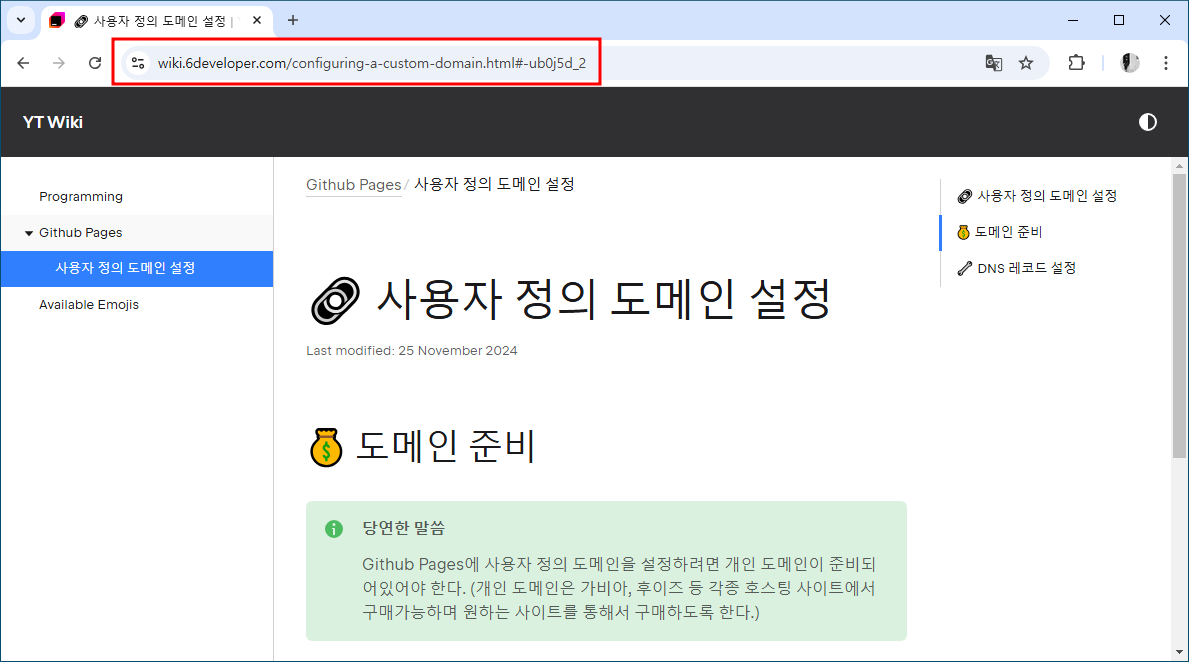 사용자 정의 도메인 설정 |
wiki.6developer.com/configuring-a-custom-domain.html#-ub0j5d_2
YT Wiki
Programming
Github Pages
사용자 정의 도메인 설정
Available Emojis
Github Pages / 사용자 정의 도메인 설정
사용자 정의 도메인 설정
Last modified: 25 November 2024
도메인 준비
당연한 말씀
Github Pages에 사용자 정의 도메인을 설정하려면 개인 도메인이 준비되
어있어야 한다. (개인 도메인은 가비아, 후이즈 등 각종 호스팅 사이트에서
구매가능하며 원하는 사이트를 통해서 구매하도록 한다.)
사용자 정의 도메인 설정
도메인 준비
DNS 레코드 설정